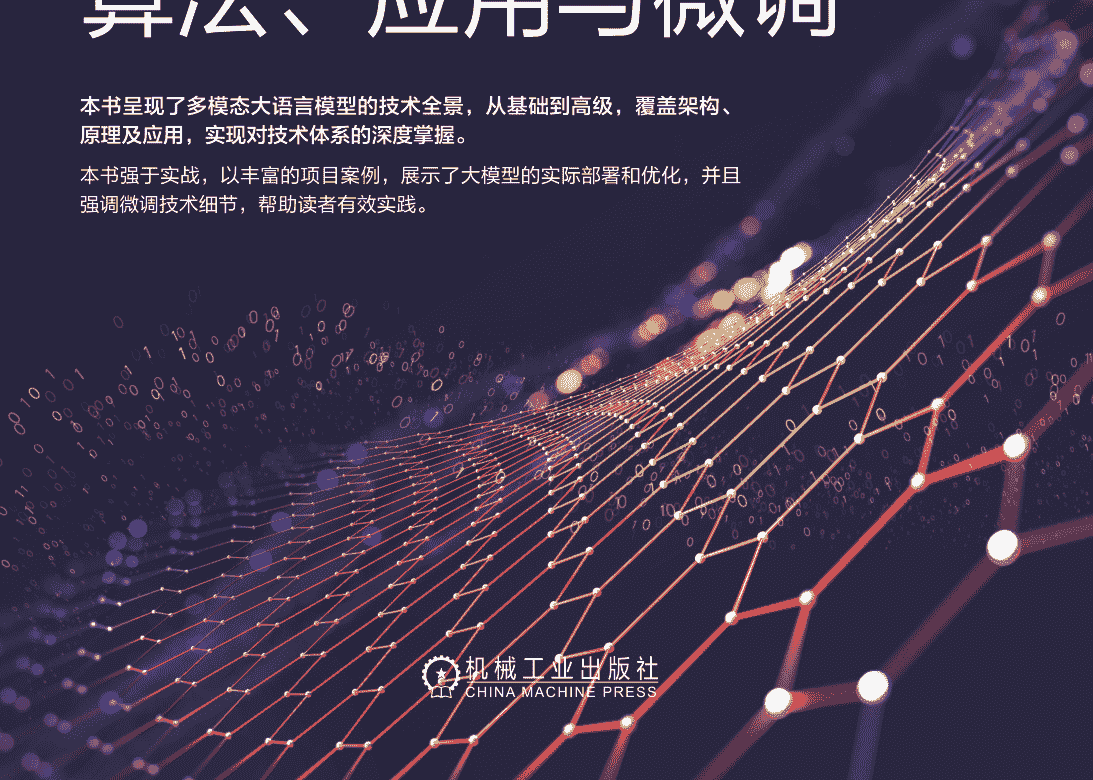 算法、应用与微调
本书呈现了多模态大语言模型的技术全景，从基础到高级，覆盖架构、
原理及应用，实现对技术体系的深度掌握。
本书强于实战，以丰富的项目案例，展示了大模型的实际部署和优化，并且
强调微调技术细节，帮助读者有效实践。
机械工业出版社
CHINA MACHINE PRESS